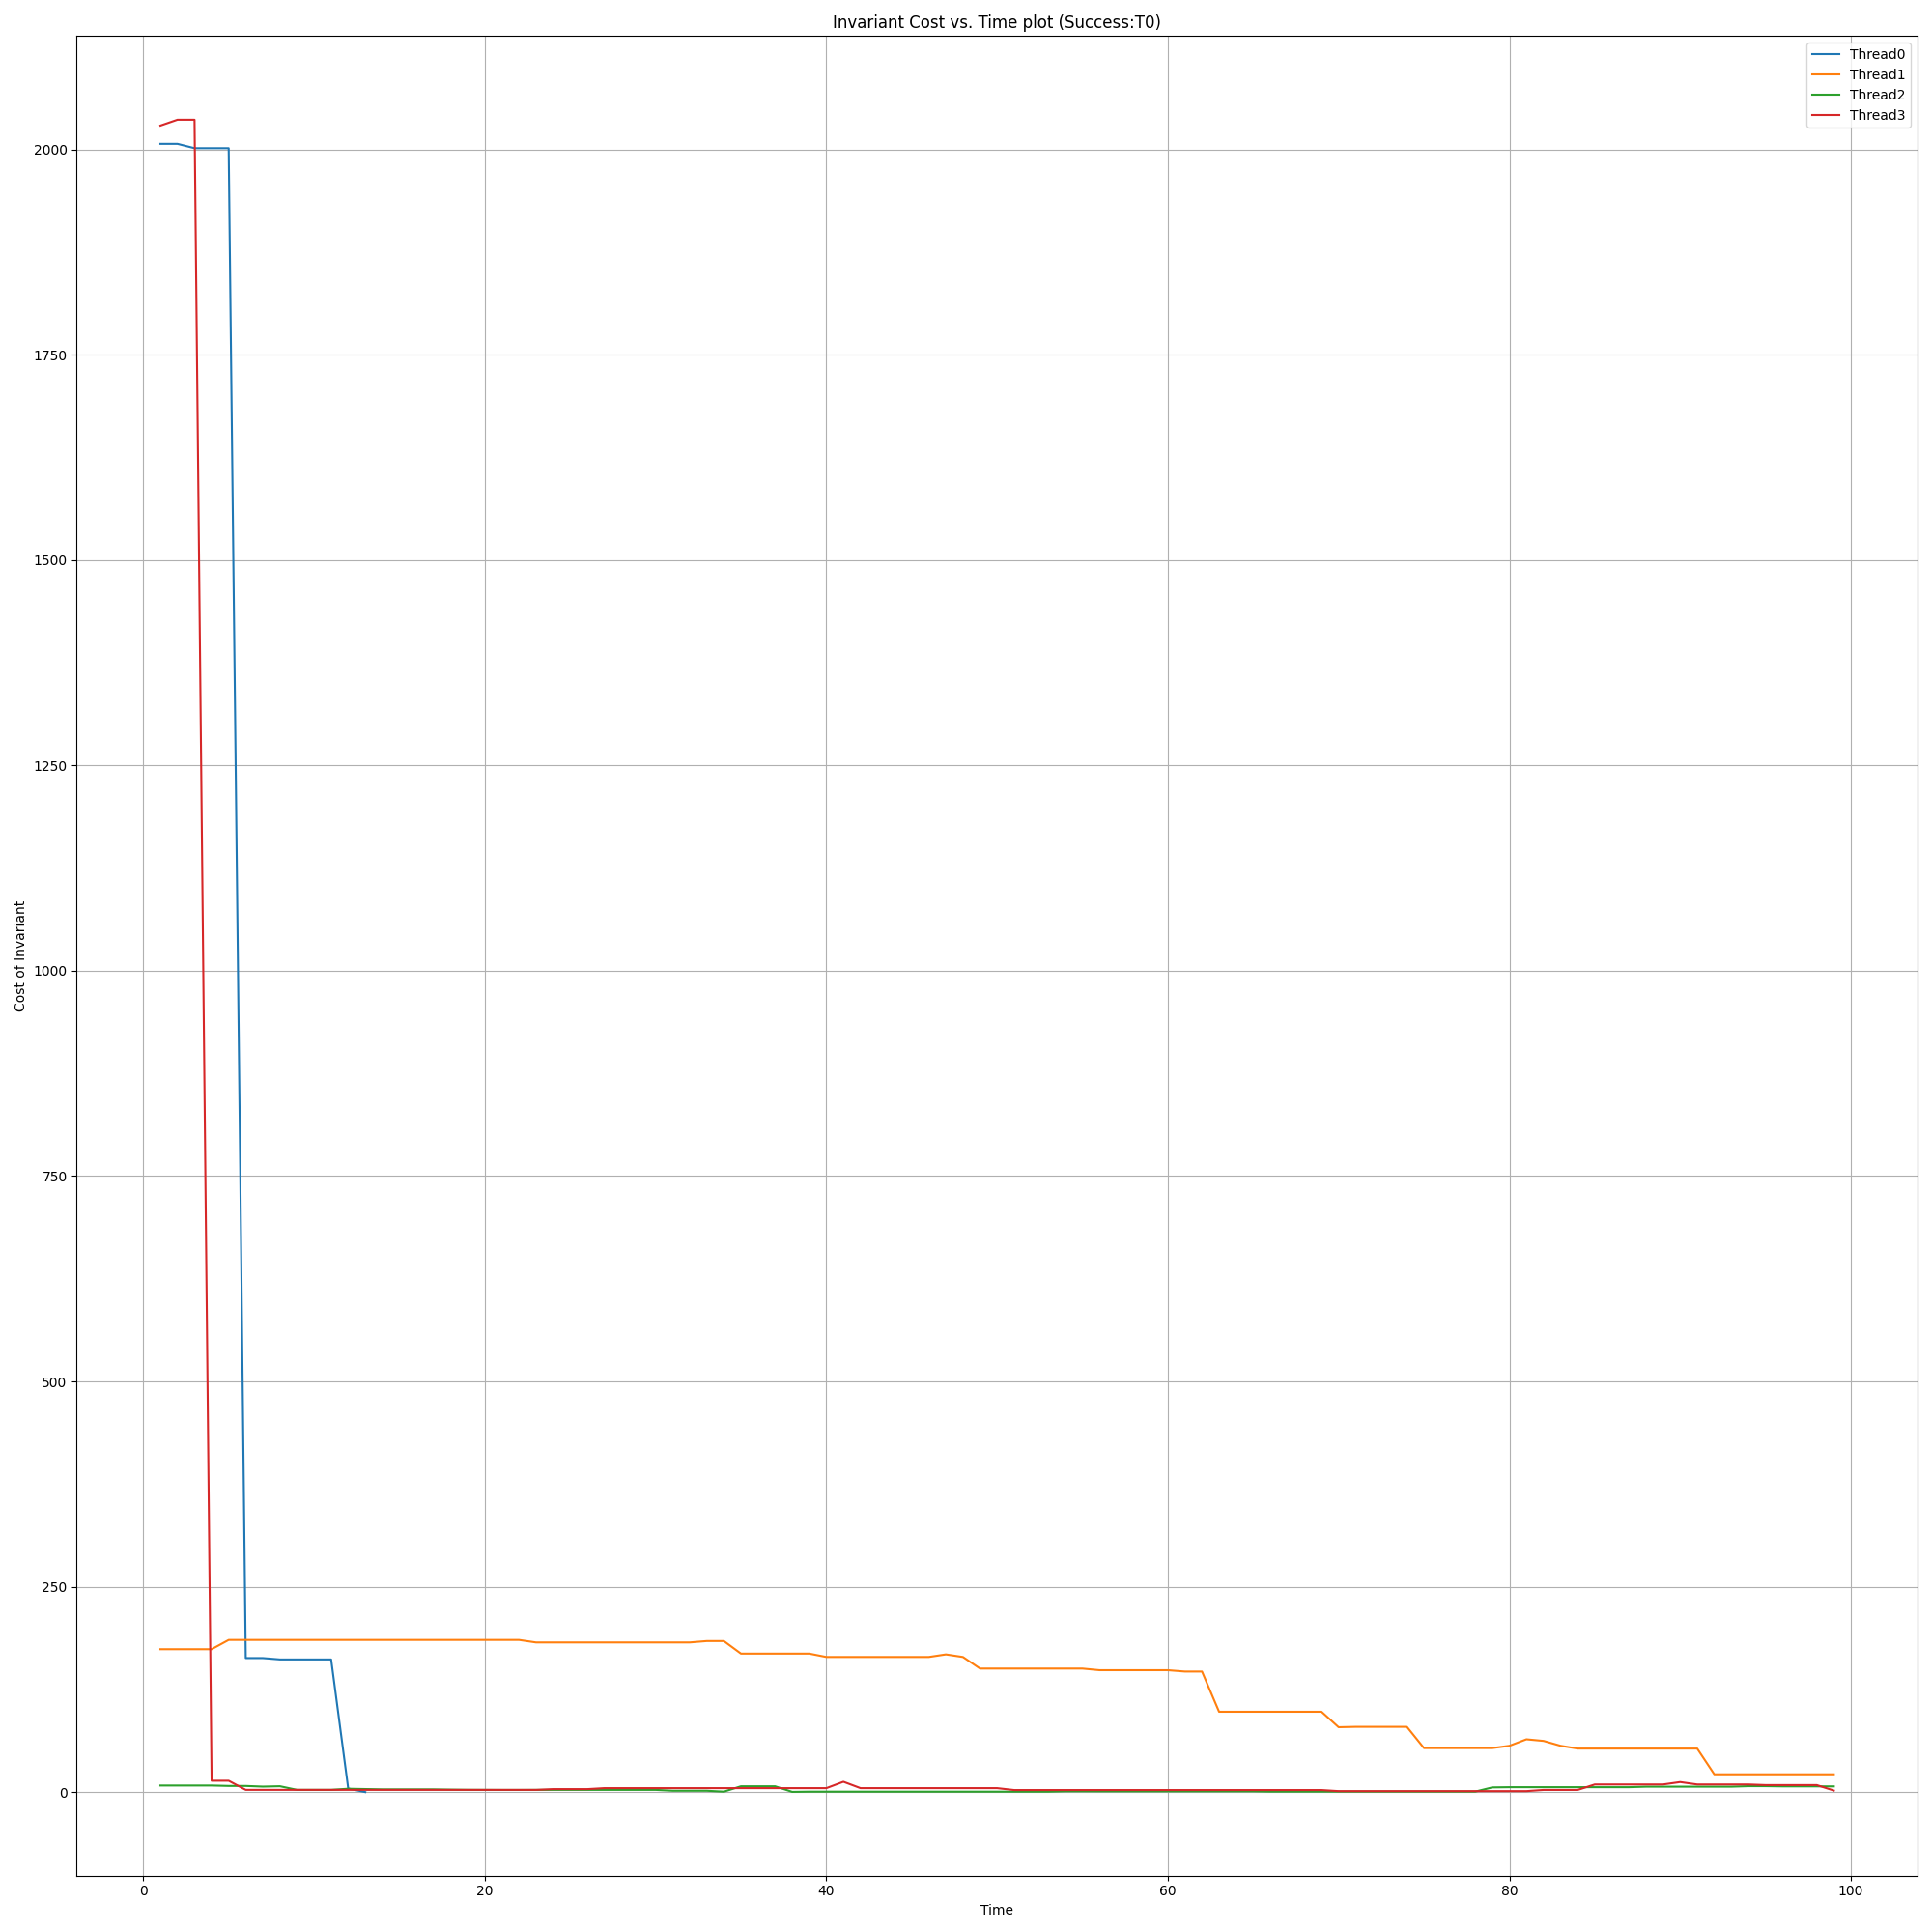 Invariant Cost vs. Time plot (Success:T0)
Thread0
Thread1
Thread2
Thread3
2000
1750
1500
1250
1000
750
500
250
0
Cost of Invariant
0 20 40 60 80 100
Time